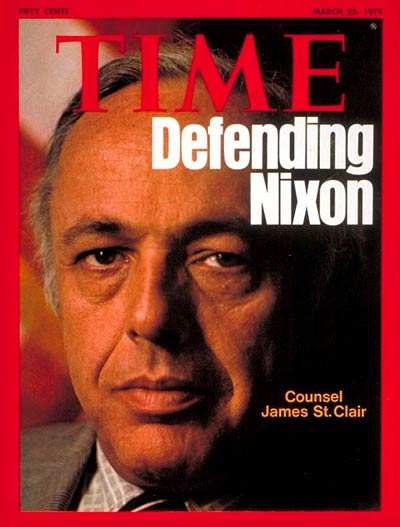 FIFTY CENTS MARCH 25, 1974
TIME
®
Defending
Nixon
Counsel
James St. Clair